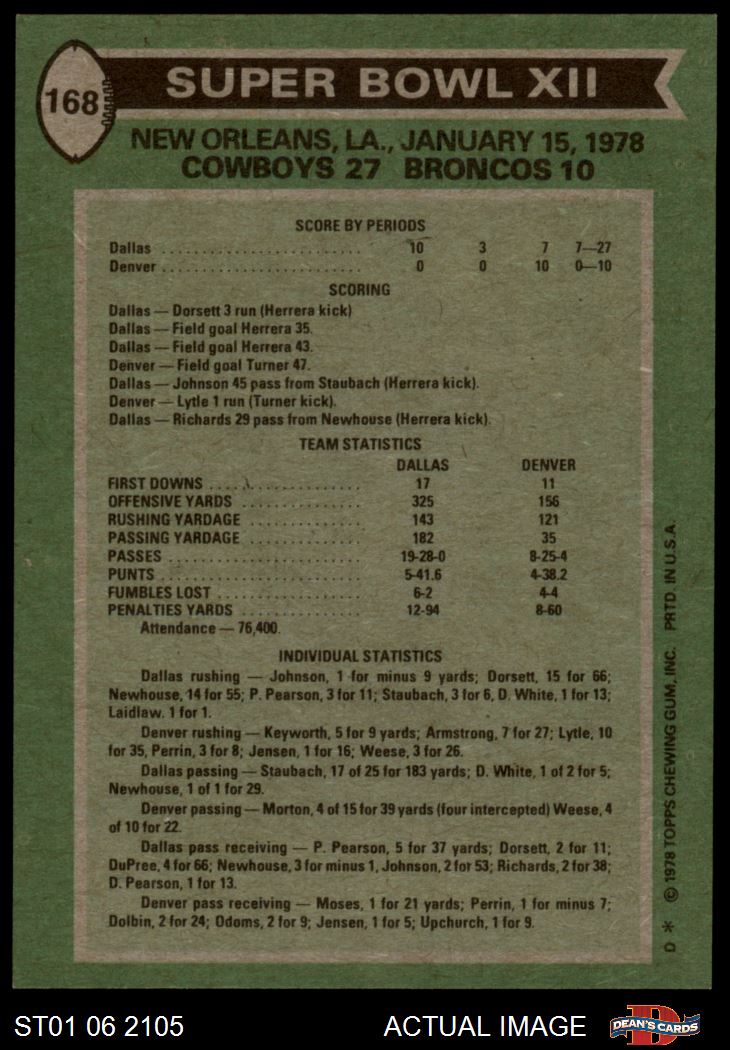 168
SUPER BOWL XII
NEW ORLEANS, LA., JANUARY 15, 1978
COWBOYS 27 BRONCOS 10
SCORE BY PERIODS
Dallas ........................ 10 3 7 7—27
Denver ........................ 0 0 10 0—10
SCORING
Dallas — Dorsett 3 run (Herrera kick)
Dallas — Field goal Herrera 35.
Dallas — Field goal Herrera 43.
Denver — Field goal Turner 47.
Dallas — Johnson 45 pass from Staubach (Herrera kick).
Denver — Lytle 1 run (Turner kick).
Dallas — Richards 29 pass from Newhouse (Herrera kick).
TEAM STATISTICS
DALLAS DENVER
FIRST DOWNS .................. 17 11
OFFENSIVE YARDS .............. 325 156
RUSHING YARDAGE .............. 143 121
PASSING YARDAGE .............. 182 35
PASSES ....................... 19-28-0 8-25-4
PUNTS ........................ 5-41.6 4-38.2
FUMBLES LOST ................. 6-2 4-4
PENALTIES YARDS .............. 12-94 8-60
Attendance — 76,400.
INDIVIDUAL STATISTICS
Dallas rushing — Johnson, 1 for minus 9 yards; Dorsett, 15 for 66;
Newhouse, 14 for 55; P. Pearson, 3 for 11; Staubach, 3 for 6, D. White, 1 for 13;
Laidlaw. 1 for 1.
Denver rushing — Keyworth, 5 for 9 yards; Armstrong, 7 for 27; Lytle, 10
for 35, Perrin, 3 for 8; Jensen, 1 for 16; Weese, 3 for 26.
Dallas passing — Staubach, 17 of 25 for 183 yards; D. White, 1 of 2 for 5;
Newhouse, 1 of 1 for 29.
Denver passing — Morton, 4 of 15 for 39 yards (four intercepted) Weese, 4
of 10 for 22.
Dallas pass receiving — P. Pearson, 5 for 37 yards; Dorsett, 2 for 11;
DuPree, 4 for 66; Newhouse, 3 for minus 1, Johnson, 2 for 53; Richards, 2 for 38;
D. Pearson, 1 for 13.
Denver pass receiving — Moses, 1 for 21 yards; Perrin, 1 for minus 7;
Dolbin, 2 for 24; Odoms, 2 for 9; Jensen, 1 for 5; Upchurch, 1 for 9.
D * © 1978 TOPPS CHEWING GUM, INC. PRTD. IN U.S.A.
ST01 06 2105
ACTUAL IMAGE
DEAN'S CARDS